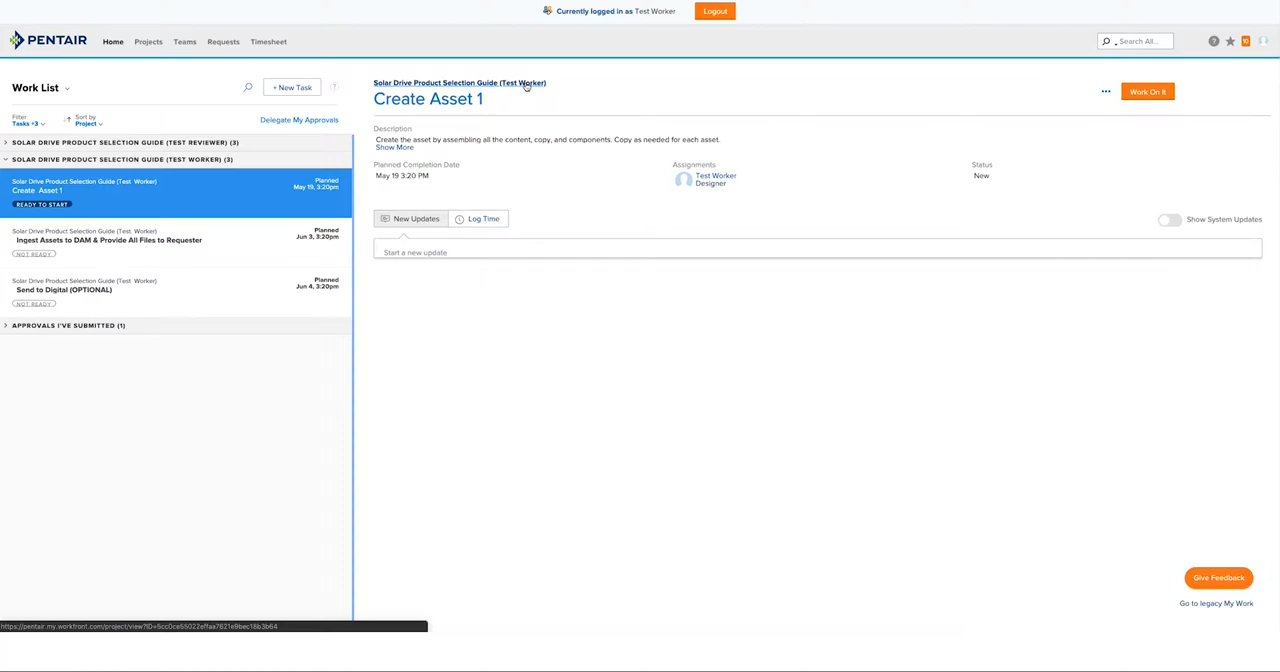 Currently logged in as Test Worker Logout
PENTAIR Home Projects Teams Requests Timesheet
Search All...
Work List
+ New Task
Filter
Tasks +3
Sort by
Project
Delegate My Approvals
SOLAR DRIVE PRODUCT SELECTION GUIDE (TEST REVIEWER) (3)
SOLAR DRIVE PRODUCT SELECTION GUIDE (TEST WORKER) (3)
Solar Drive Product Selection Guide (Test Worker)
Create Asset 1
READY TO START
Planned
May 19, 3:20pm
Solar Drive Product Selection Guide (Test Worker)
Ingest Assets to DAM & Provide All Files to Requester
NOT READY
Planned
Jun 3, 3:20pm
Solar Drive Product Selection Guide (Test Worker)
Send to Digital (OPTIONAL)
NOT READY
Planned
Jun 4, 3:20pm
APPROVALS I'VE SUBMITTED (1)
Solar Drive Product Selection Guide (Test Worker)
Create Asset 1
Work On It
Description
Create the asset by assembling all the content, copy, and components. Copy as needed for each asset.
Show More
Planned Completion Date
May 19 3:20 PM
Assignments
Test Worker
Designer
Status
New
New Updates
Log Time
Show System Updates
Start a new update
Give Feedback
Go to legacy My Work